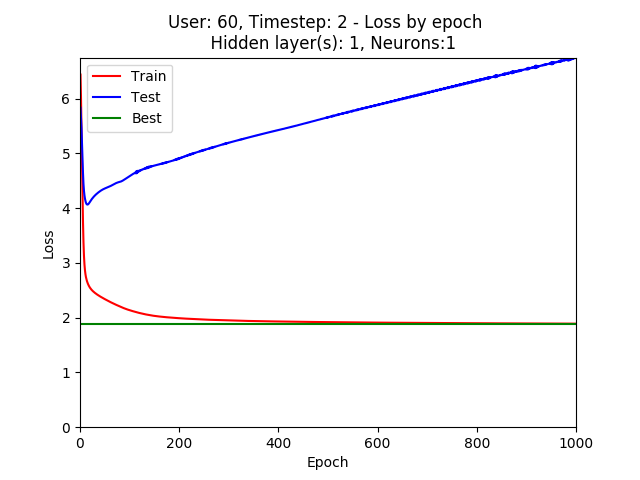 User: 60, Timestep: 2 - Loss by epoch
Hidden layer(s): 1, Neurons:1
Train
Test
Best
Loss
6
5
4
3
2
1
0
0 200 400 600 800 1000
Epoch